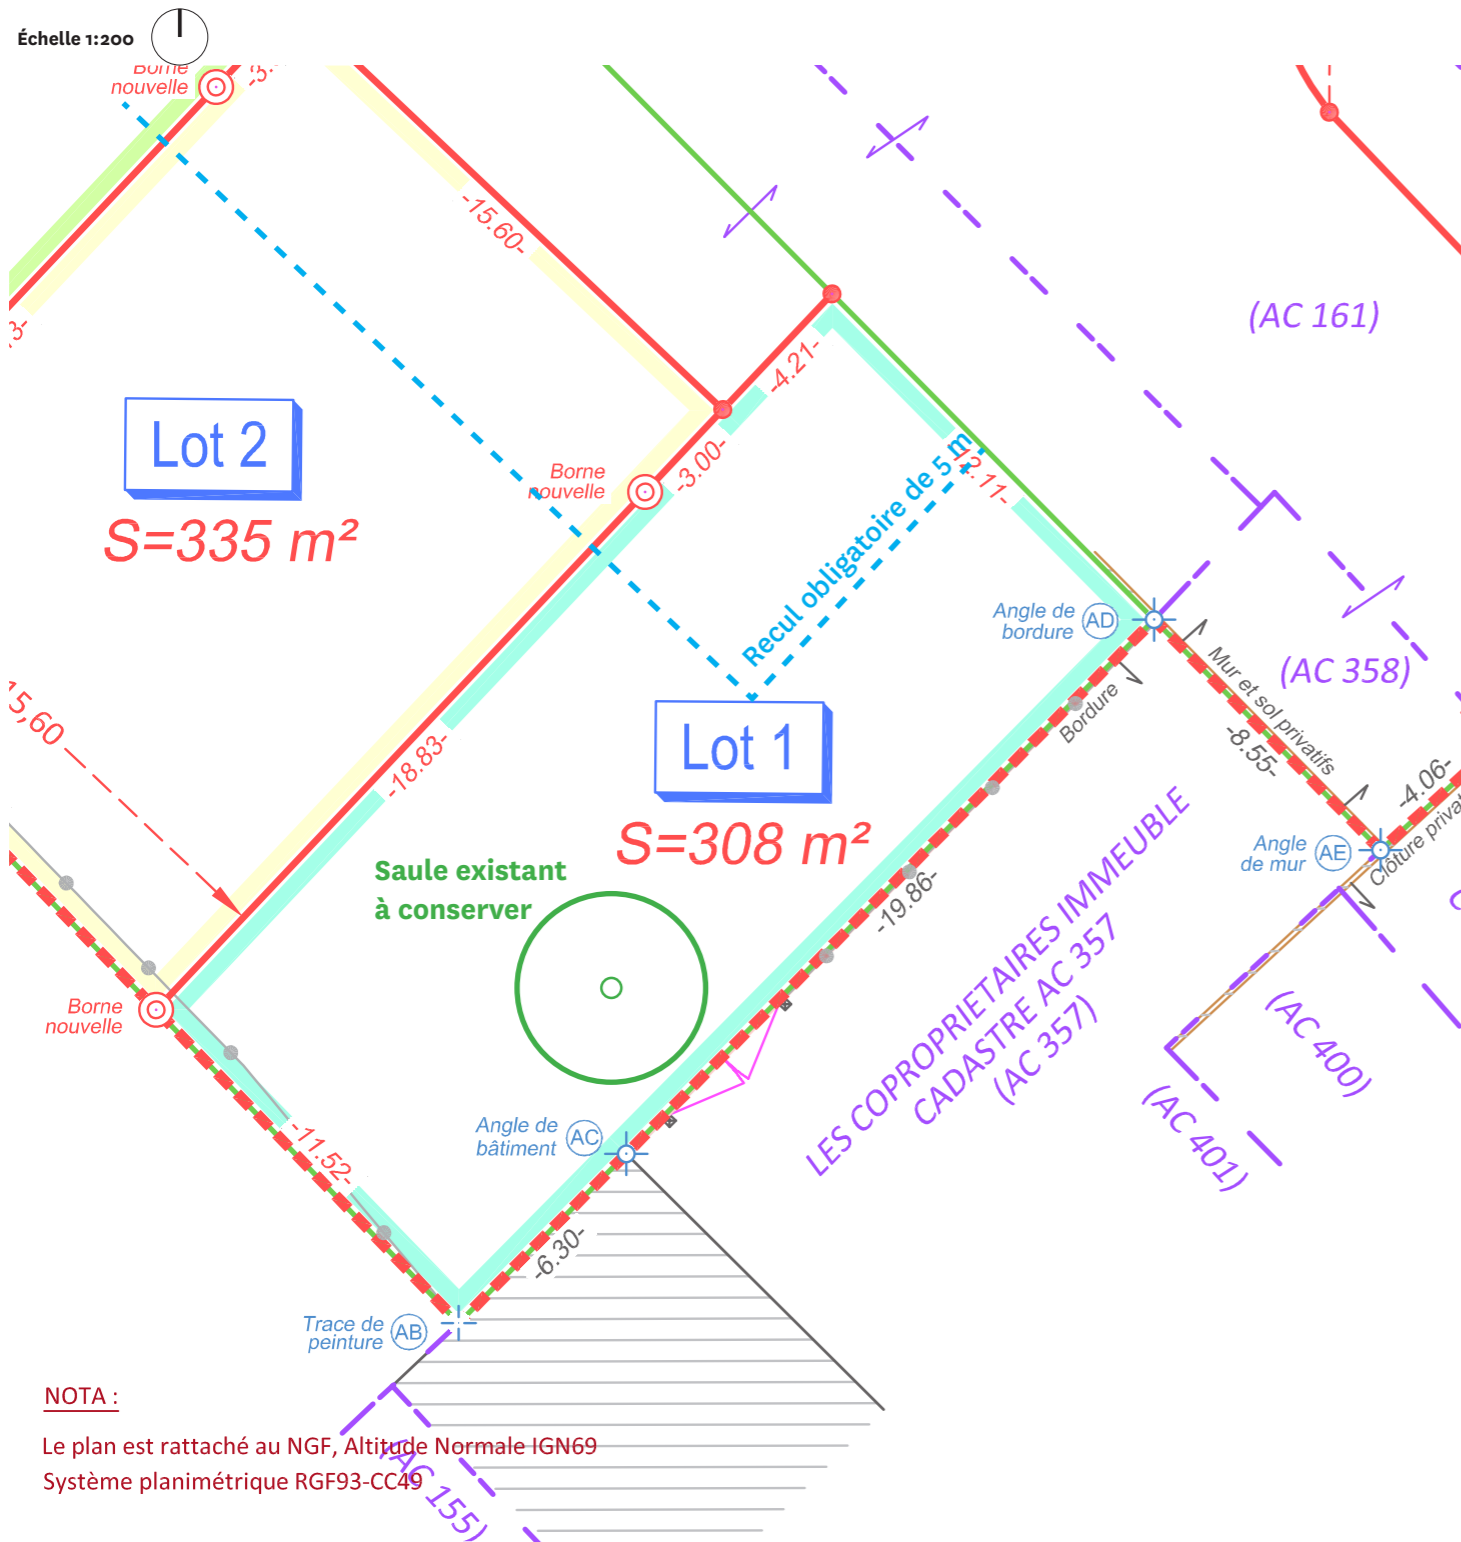 Échelle 1:200
Borne
nouvelle
-15.60-
(AC 161)
-4.21-
Lot 2
S=335 m²
Borne
nouvelle
-3.00-
Recul obligatoire de 5 m
-12.11-
Angle de
bordure
AD
Mur et sol privatifs
(AC 358)
Bordure
-8.55-
-4.06-
15,60
-18.83-
Lot 1
S=308 m²
Saule existant
à conserver
Angle
de mur
AE
-19.86-
LES COPROPRIETAIRES IMMEUBLE
CADASTRE AC 357
(AC 357)
(AC 400)
(AC 401)
Borne
nouvelle
-11.52-
Angle de
bâtiment
AC
-6.30-
Trace de
peinture
AB
NOTA :
Le plan est rattaché au NGF, Altitude Normale IGN69
Système planimétrique RGF93-CC49
(AC 155)